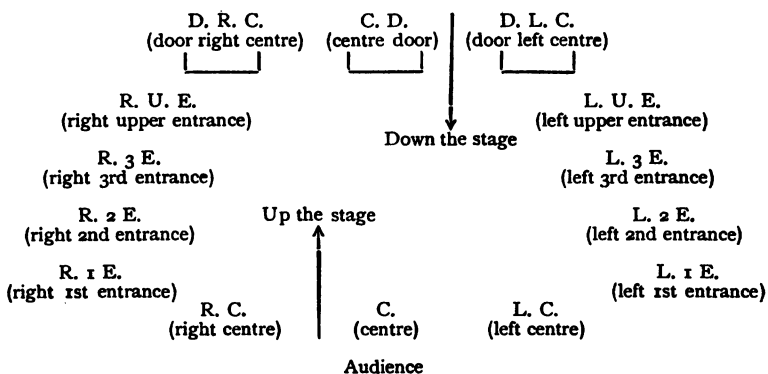 D. R. C. C. D. D. L. C.
(door right centre) (centre door) (door left centre)
R. U. E. L. U. E.
(right upper entrance) (left upper entrance)
Down the stage
R. 3 E. L. 3 E.
(right 3rd entrance) (left 3rd entrance)
R. 2 E. Up the stage L. 2 E.
(right 2nd entrance) (left 2nd entrance)
R. 1 E. L. 1 E.
(right 1st entrance) (left 1st entrance)
R. C. C. L. C.
(right centre) (centre) (left centre)
Audience